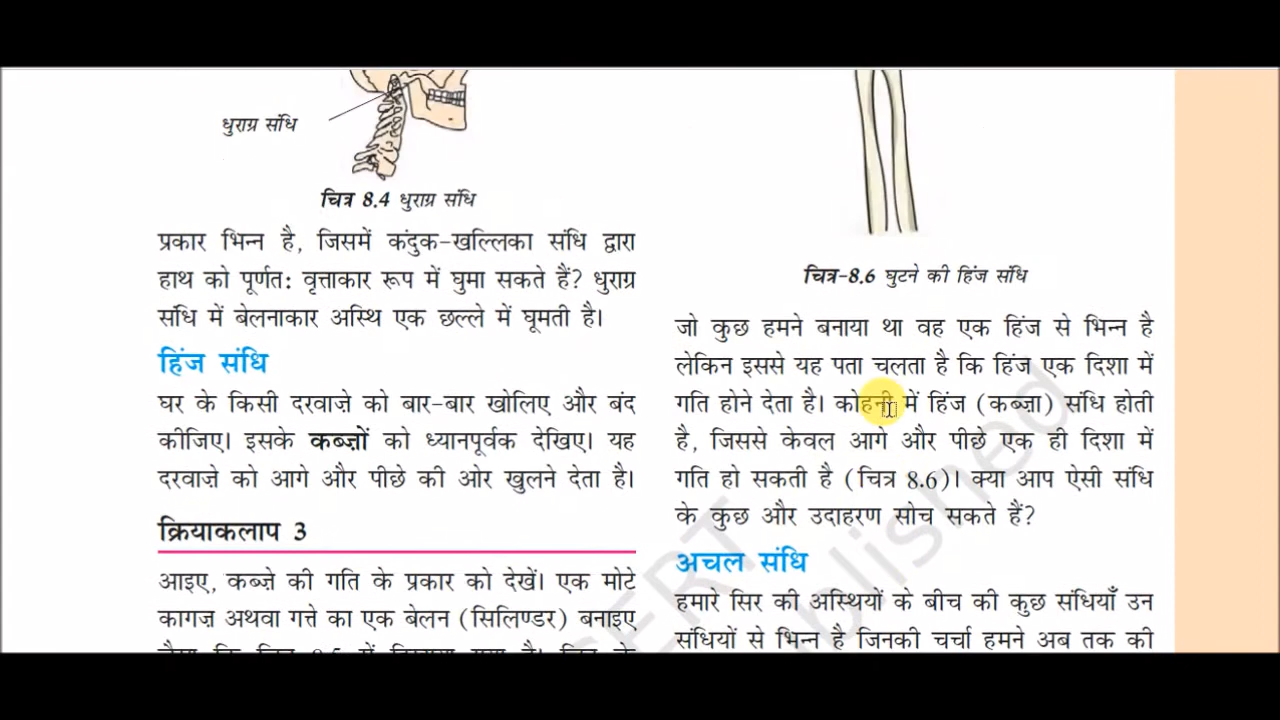 धुराग्र संधि
चित्र 8.4 धुराग्र संधि
प्रकार भिन्न है, जिसमें कंदुक-खल्लिका संधि द्वारा
हाथ को पूर्णत: वृत्ताकार रूप में घुमा सकते हैं? धुराग्र
संधि में बेलनाकार अस्थि एक छल्ले में घूमती है।
हिंज संधि
घर के किसी दरवाज़े को बार-बार खोलिए और बंद
कीजिए। इसके कब्ज़ों को ध्यानपूर्वक देखिए। यह
दरवाज़े को आगे और पीछे की ओर खुलने देता है।
क्रियाकलाप 3
आइए, कब्ज़े की गति के प्रकार को देखें। एक मोटे
कागज़ अथवा गत्ते का एक बेलन (सिलिण्डर) बनाइए
चित्र-8.6 घुटने की हिंज संधि
जो कुछ हमने बनाया था वह एक हिंज से भिन्न है
लेकिन इससे यह पता चलता है कि हिंज एक दिशा में
गति होने देता है। कोहनी में हिंज (कब्ज़ा) संधि होती
है, जिससे केवल आगे और पीछे एक ही दिशा में
गति हो सकती है (चित्र 8.6)। क्या आप ऐसी संधि
के कुछ और उदाहरण सोच सकते हैं?
अचल संधि
हमारे सिर की अस्थियों के बीच की कुछ संधियाँ उन
संधियों से भिन्न है जिनकी चर्चा हमने अब तक की